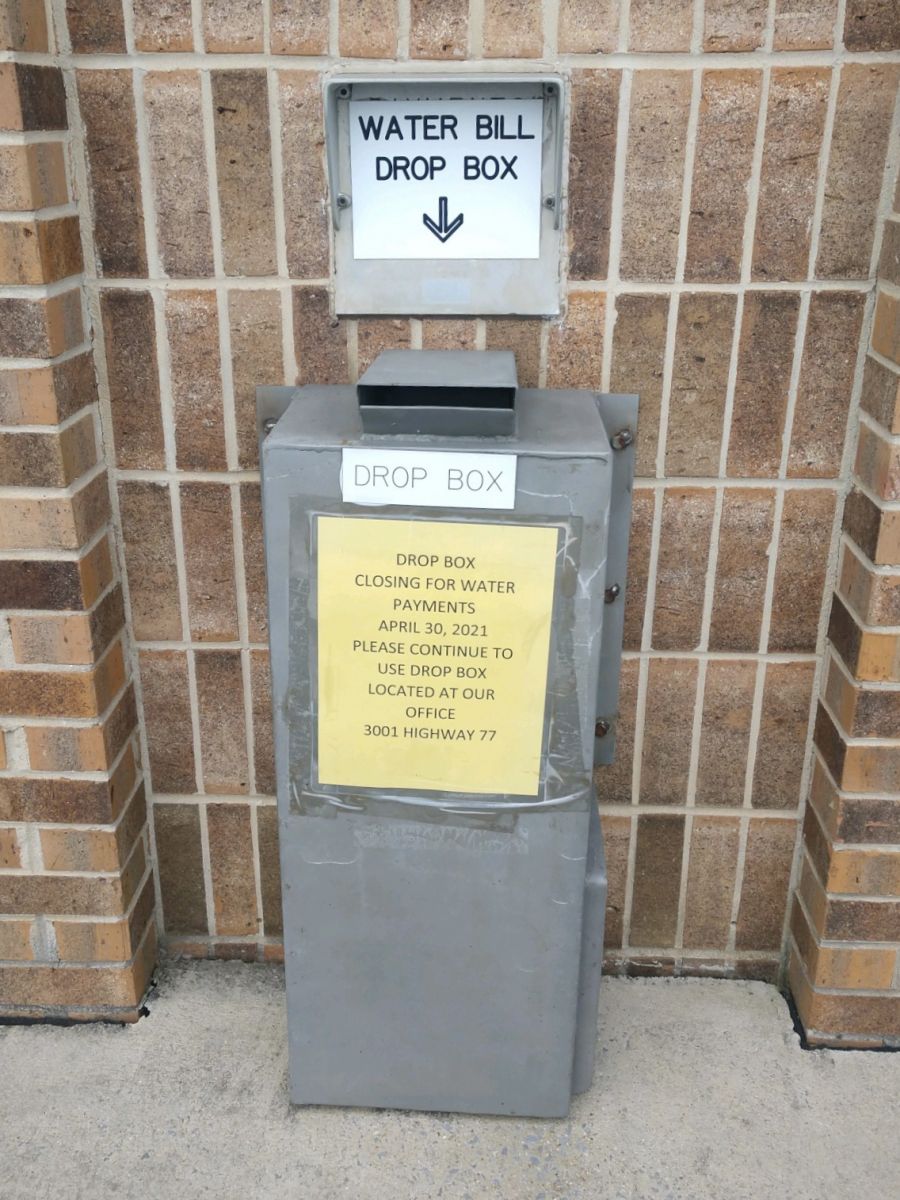 WATER BILL
DROP BOX
DROP BOX
DROP BOX
CLOSING FOR WATER
PAYMENTS
APRIL 30, 2021
PLEASE CONTINUE TO
USE DROP BOX
LOCATED AT OUR
OFFICE
3001 HIGHWAY 77